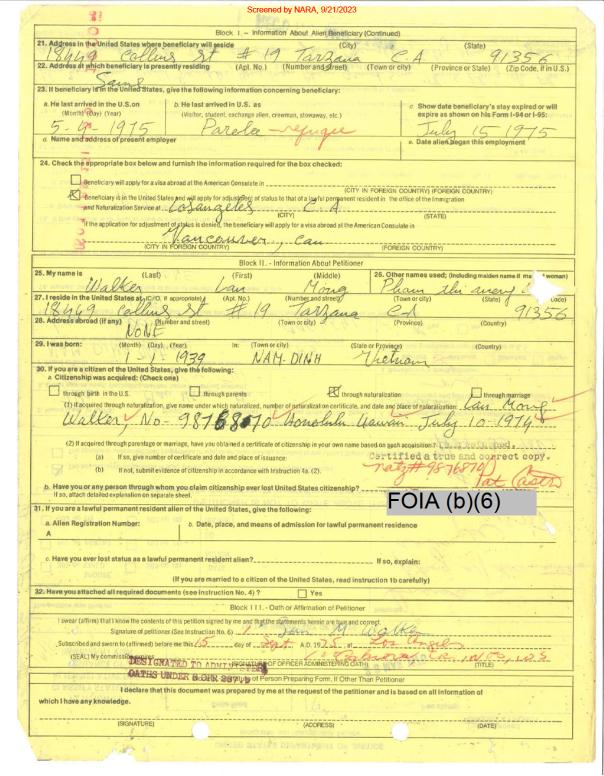 Screened by NARA, 9/21/2023
Block I. – Information About Alien Beneficiary (Continued)
21. Address in the United States where beneficiary will reside (City) (State)
18469 Collins St # 19 Tarzana CA 91356
22. Address at which beneficiary is presently residing (Apt. No.) (Number and street) (Town or city) (Province or State) (Zip Code, if in U.S.)
Same
23. If beneficiary is in the United States, give the following information concerning beneficiary:
a. He last arrived in the U.S. on (Month) (Day) (Year)
b. He last arrived in U.S. as (Visitor, student, exchange alien, crewman, stowaway, etc.)
c. Show date beneficiary's stay expired or will expire as shown on his Form I-94 or I-95:
5-9-1975 Parole-refugee July 15 1975
d. Name and address of present employer e. Date alien began this employment
24. Check the appropriate box below and furnish the information required for the box checked:
Beneficiary will apply for a visa abroad at the American Consulate in
(CITY IN FOREIGN COUNTRY) (FOREIGN COUNTRY)
Beneficiary is in the United States and will apply for adjustment of status to that of a lawful permanent resident in the office of the Immigration
and Naturalization Service at Los angeles CA
(CITY) (STATE)
If the application for adjustment of status is denied, the beneficiary will apply for a visa abroad at the American Consulate in
Vancouver, Can
(CITY IN FOREIGN COUNTRY) (FOREIGN COUNTRY)
Block II. - Information About Petitioner
25. My name is (Last) (First) (Middle) 26. Other names used; (Including maiden name if married woman)
Walker Lan Mong Pham thi
27. I reside in the United States at: (C/O, if appropriate) (Apt. No.) (Number and street) (Town or city) (State) Code)
18469 Collins St # 19 Tarzana CA 91356
28. Address abroad (if any) (Number and street) (Town or city) (Province) (Country)
NONE
29. I was born: (Month) (Day) (Year) In: (Town or city) (State or Province) (Country)
1-1-1939 NAM-DINH Vietnam
30. If you are a citizen of the United States, give the following:
a. Citizenship was acquired: (Check one)
through birth in the U.S. through parents through naturalization through marriage
(1) If acquired through naturalization, give name under which naturalized, number of naturalization certificate, and date and place of naturalization: Lan Mong
Walker, No- 9876870 Honolulu Hawaii July 10-1974
(2) If acquired through parentage or marriage, have you obtained a certificate of citizenship in your own name based on such acquisition?
(a) If so, give number of certificate and date of place of issuance: Certified a true and correct copy.
(b) If not, submit evidence of citizenship in accordance with Instruction 4a. (2). natz# 9876870
Pat Castro
b. Have you or any person through whom you claim citizenship ever lost United States citizenship?
If so, attach detailed explanation on separate sheet.
FOIA (b)(6)
31. If you are a lawful permanent resident alien of the United States, give the following:
a. Alien Registration Number: b. Date, place, and means of admission for lawful permanent residence
A
c. Have you ever lost status as a lawful permanent resident alien? If so, explain:
(If you are married to a citizen of the United States, read instruction 1b carefully)
32. Have you attached all required documents (see Instruction No. 4) ? Yes
Block III. - Oath or Affirmation of Petitioner
I swear (affirm) that I know the contents of this petition signed by me and that the statements herein are true and correct.
Signature of petitioner (See Instruction No. 6) Lan M Walker
Subscribed and sworn to (affirmed) before me this 15 day of Sept A.D. 19 75 at Los Angeles
(SEAL) My commission expires (SIGNATURE OF OFFICER ADMINISTERING OATH) (TITLE)
DESIGNATED TO ADMINISTER
OATHS UNDER 8 CFR
of Person Preparing Form, If Other Than Petitioner
I declare that this document was prepared by me at the request of the petitioner and is based on all information of
which I have any knowledge.
(SIGNATURE) (ADDRESS) (DATE)